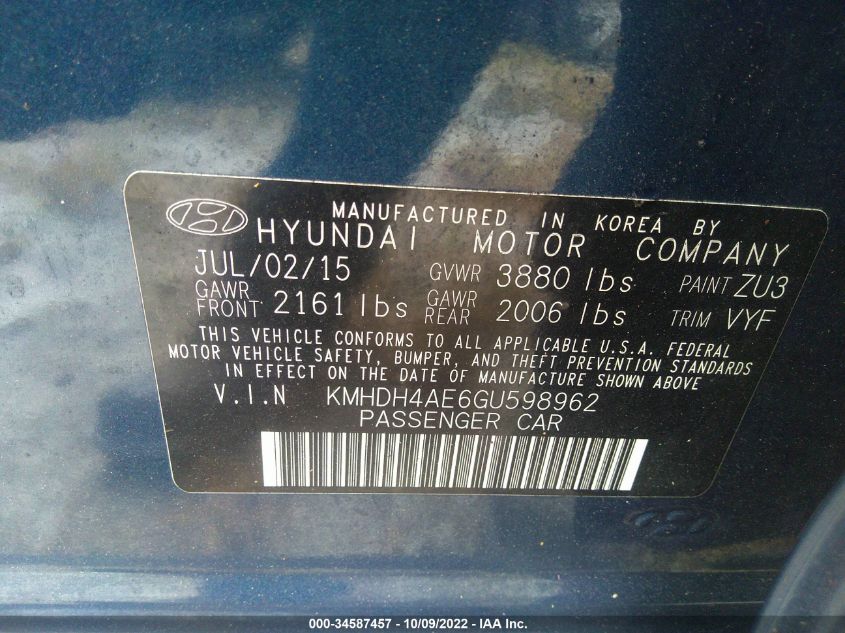 MANUFACTURED IN KOREA BY
HYUNDAI MOTOR COMPANY
JUL/02/15 GVWR 3880 lbs PAINT ZU3
GAWR FRONT 2161 lbs GAWR REAR 2006 lbs TRIM VYF
THIS VEHICLE CONFORMS TO ALL APPLICABLE U.S.A. FEDERAL
MOTOR VEHICLE SAFETY, BUMPER, AND THEFT PREVENTION STANDARDS
IN EFFECT ON THE DATE OF MANUFACTURE SHOWN ABOVE
V.I.N KMHDH4AE6GU598962
PASSENGER CAR
000-34587457 - 10/09/2022 - IAA Inc.